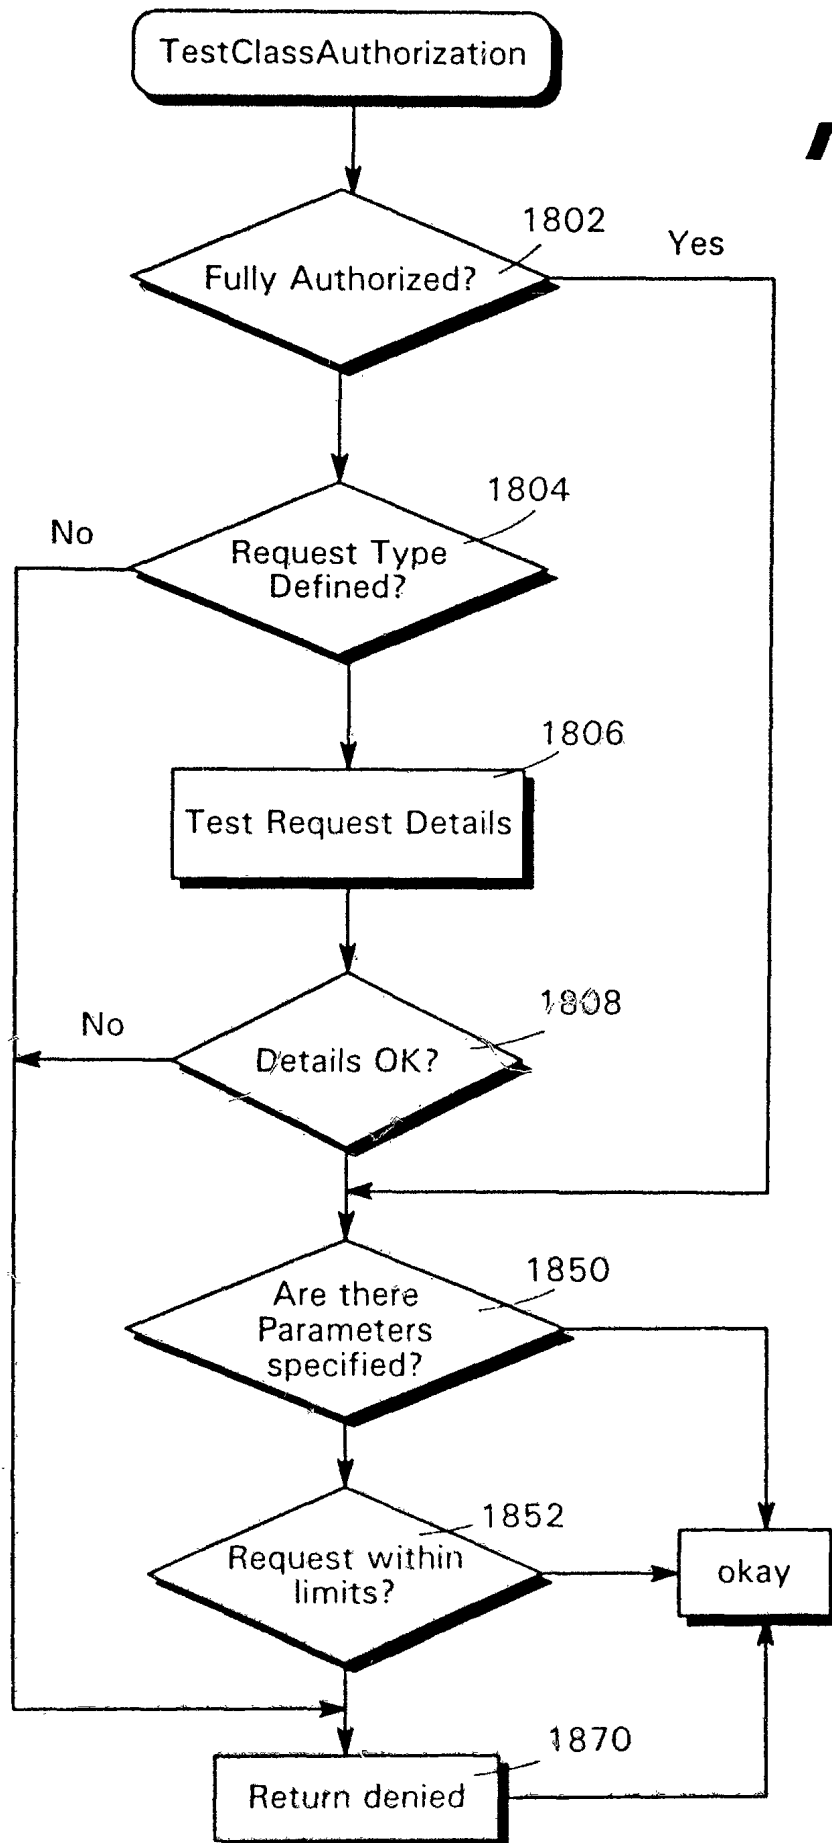 TestClassAuthorization
1802
Yes
Fully Authorized?
1804
No
Request Type
Defined?
1806
Test Request Details
1808
No
Details OK?
1850
Are there
Parameters
specified?
1852
Request within
limits?
okay
1870
Return denied